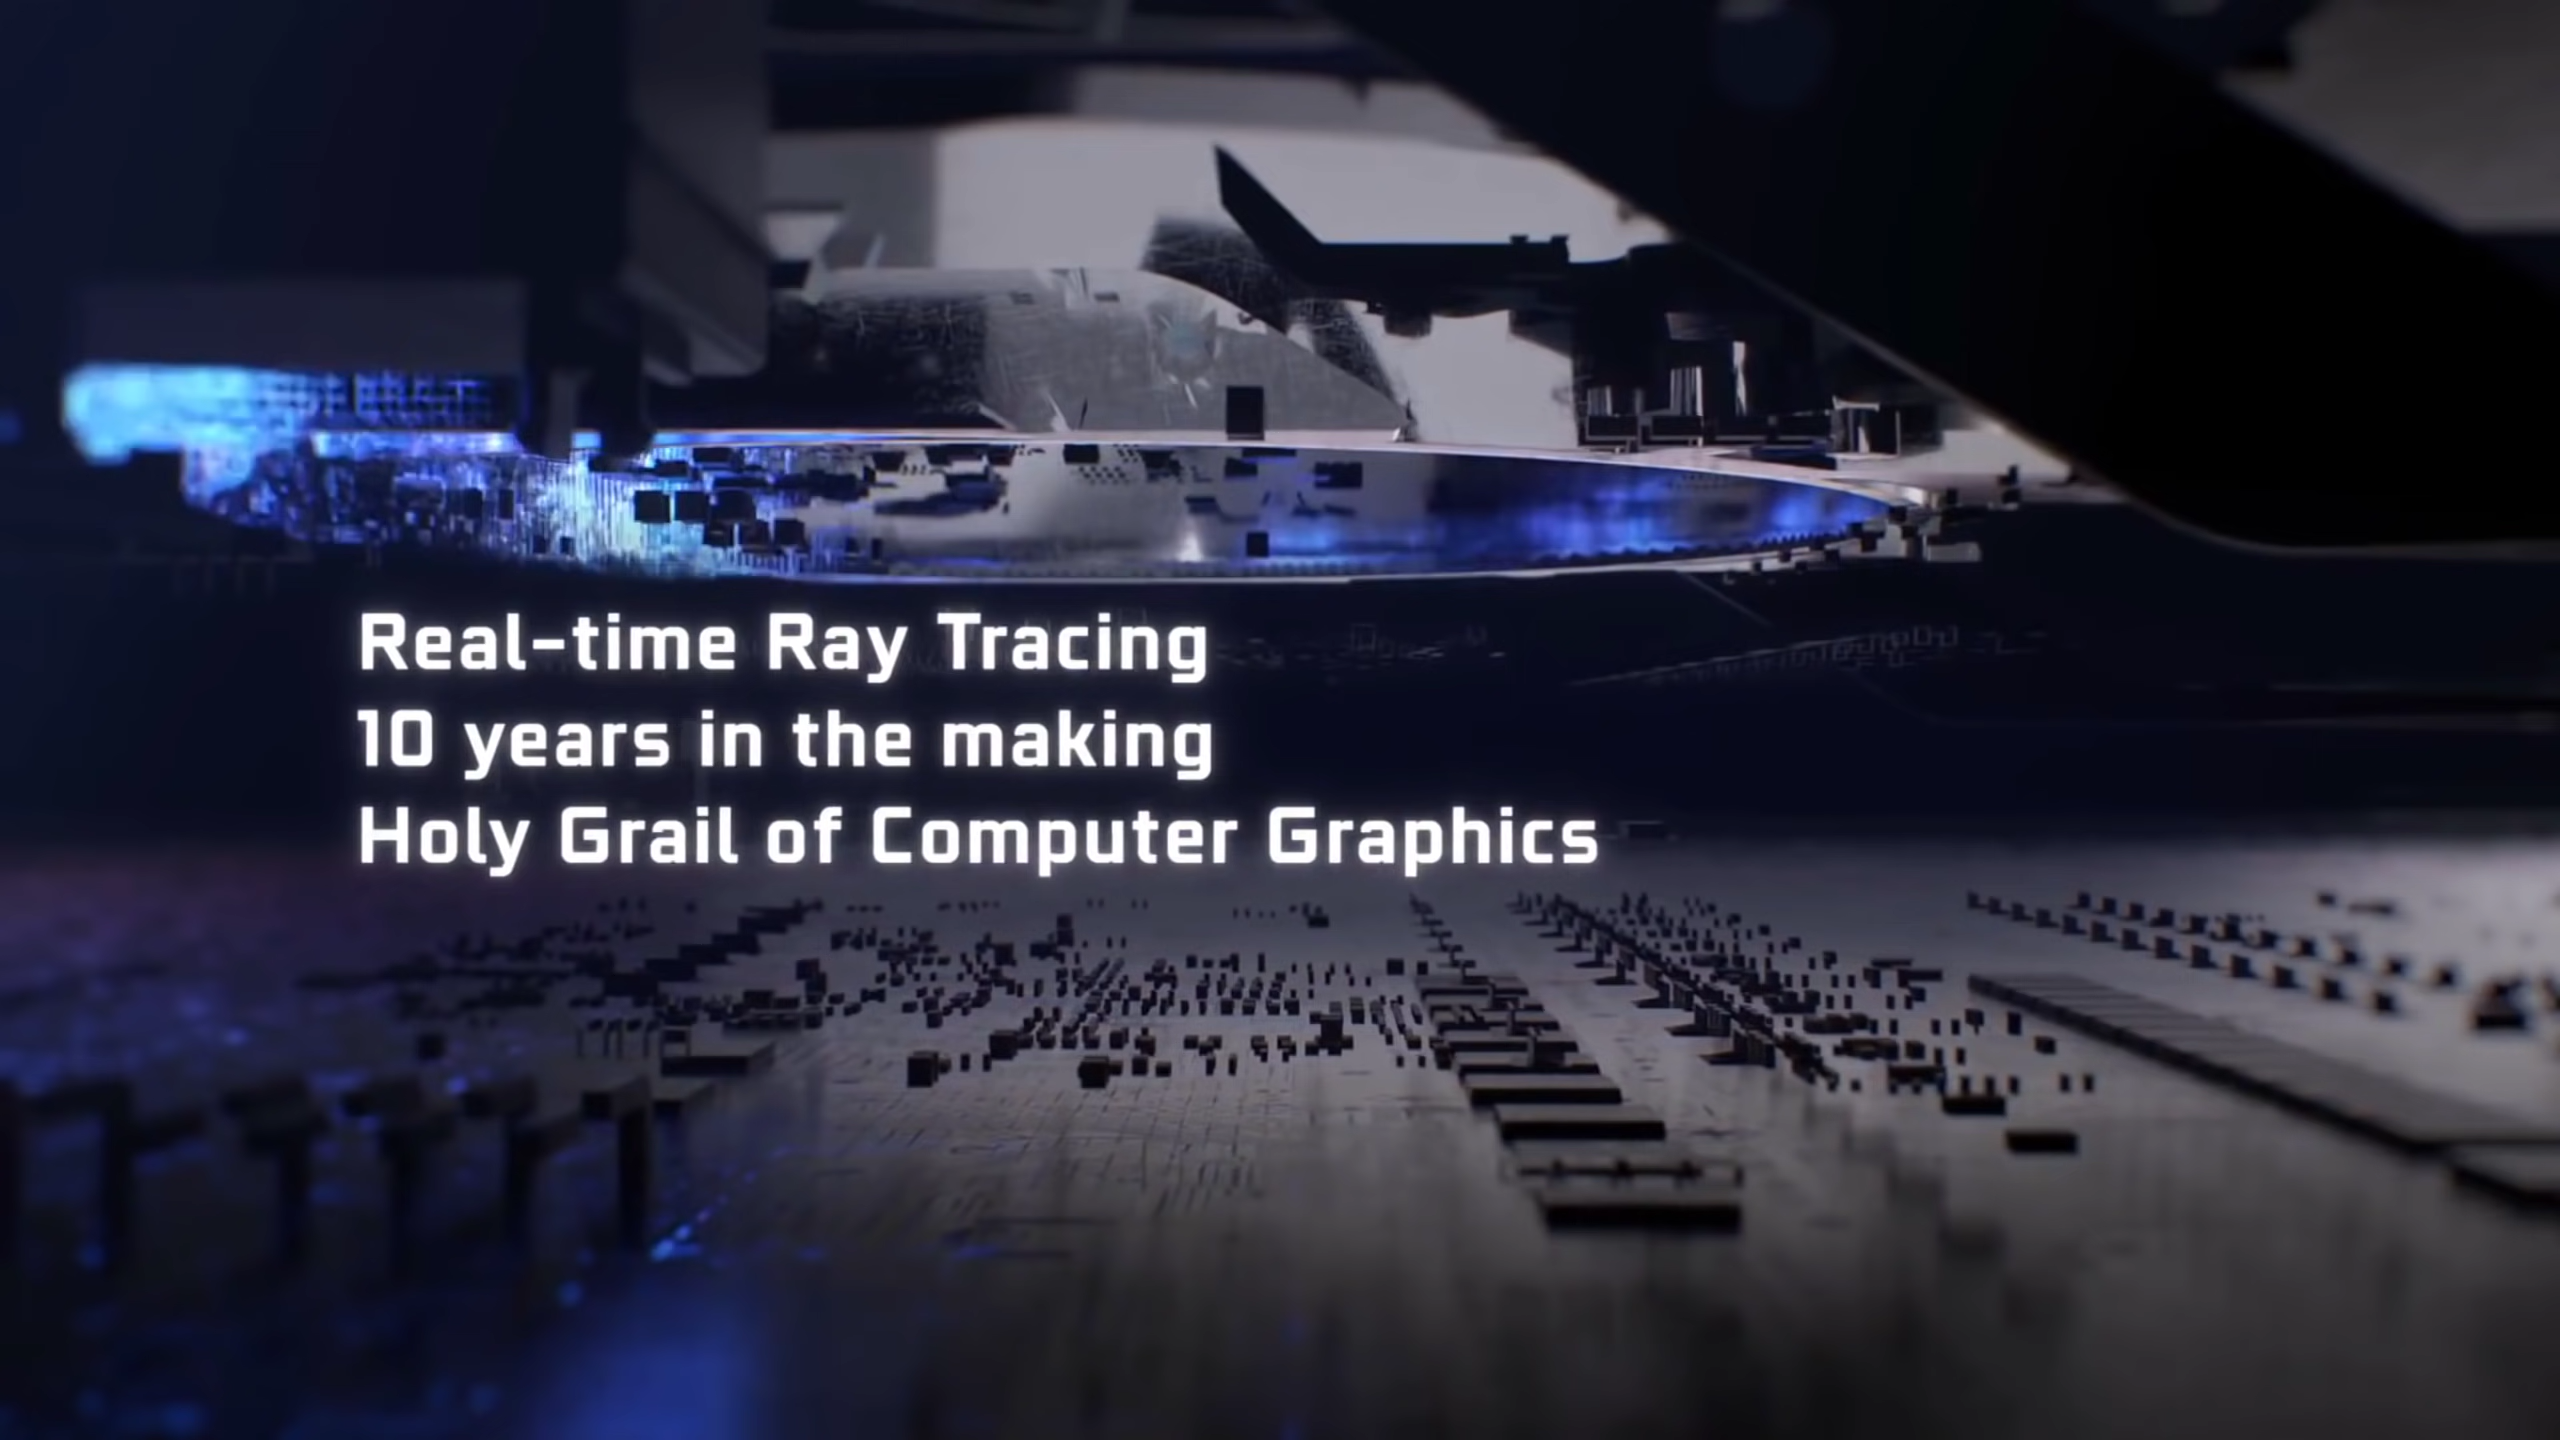 Real-time Ray Tracing
10 years in the making
Holy Grail of Computer Graphics